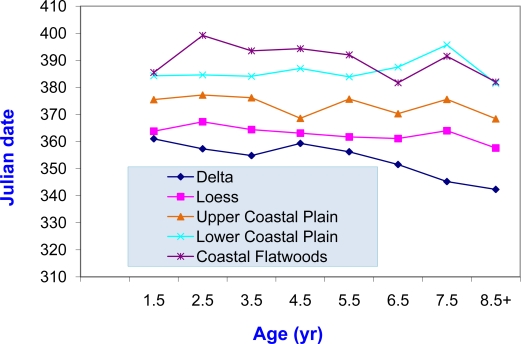 410
400
390
380
370
360
350
340
330
320
310
Julian date
Delta
Loess
Upper Coastal Plain
Lower Coastal Plain
Coastal Flatwoods
1.5 2.5 3.5 4.5 5.5 6.5 7.5 8.5+
Age (yr)